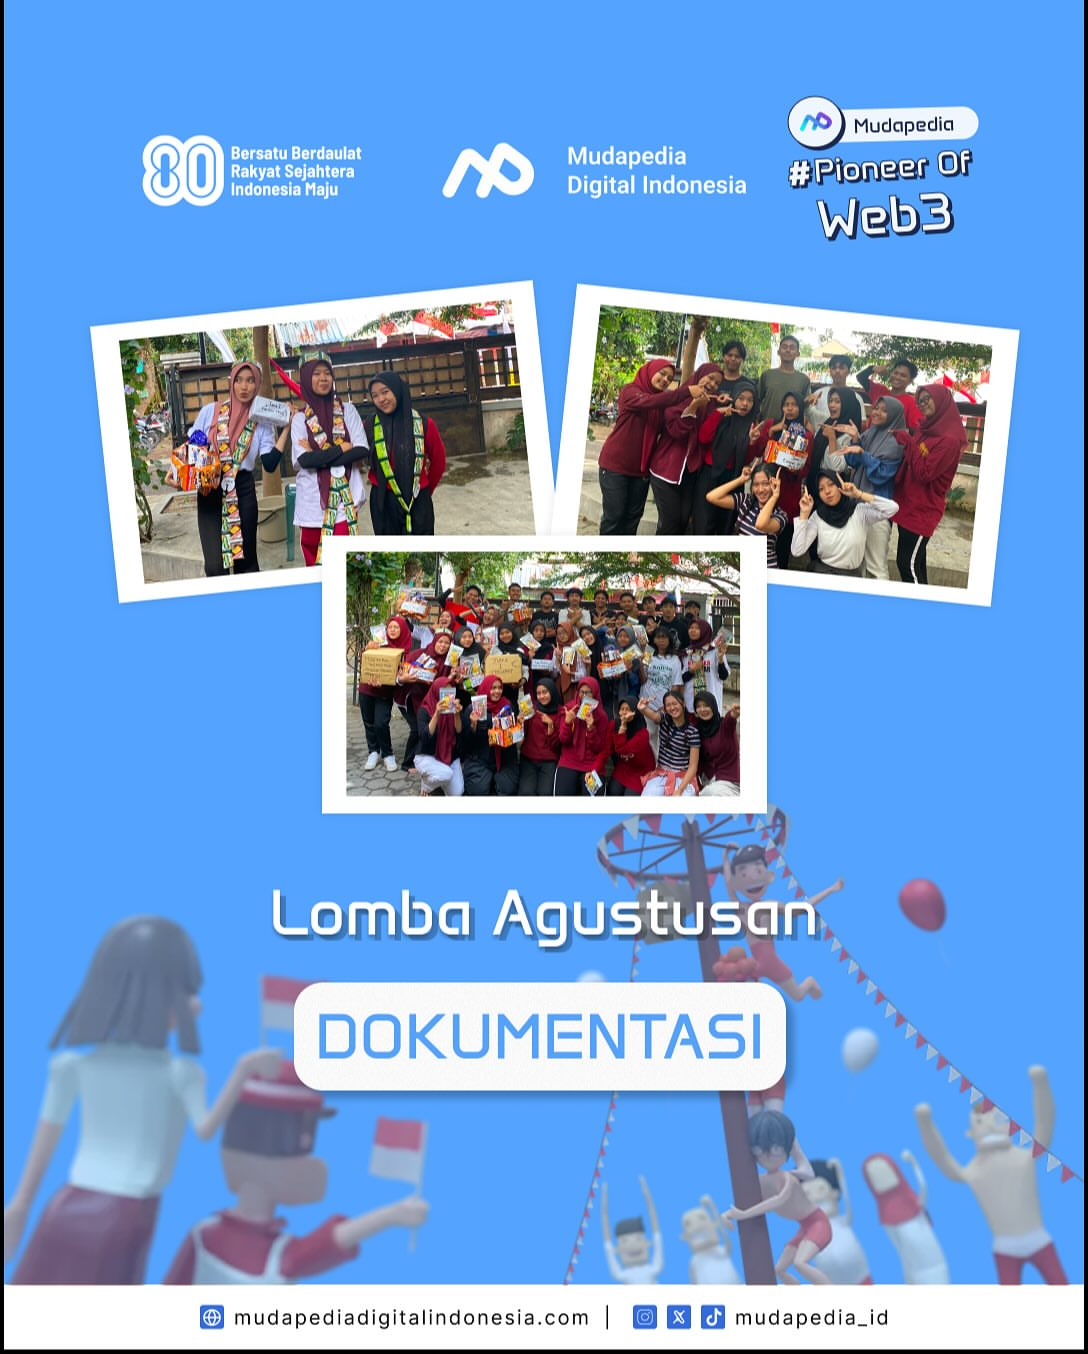 80
Bersatu Berdaulat
Rakyat Sejahtera
Indonesia Maju
Mudapedia
Digital Indonesia
Mudapedia
#Pioneer Of
Web3
Lomba Agustusan
DOKUMENTASI
mudapediadigitalindonesia.com | mudapedia_id